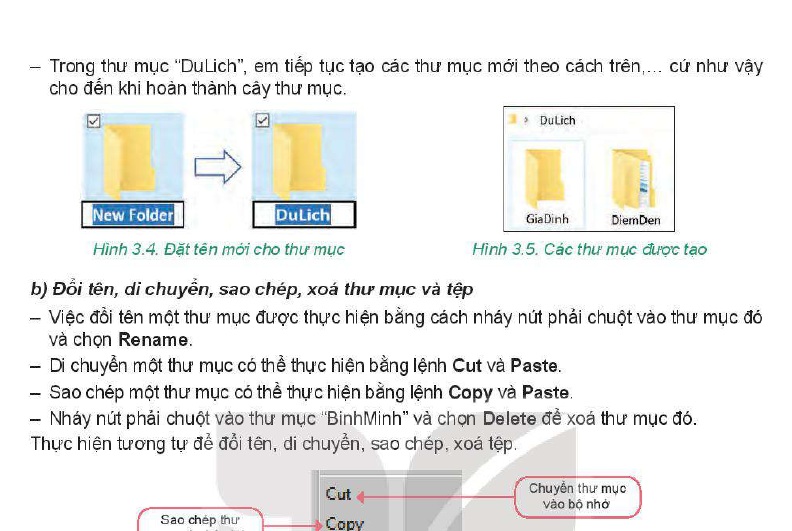 – Trong thư mục “DuLich”, em tiếp tục tạo các thư mục mới theo cách trên,... cứ như vậy
cho đến khi hoàn thành cây thư mục.
New Folder
DuLich
DuLich
GiaDinh
DiemDen
Hình 3.4. Đặt tên mới cho thư mục
Hình 3.5. Các thư mục được tạo
b) Đổi tên, di chuyển, sao chép, xoá thư mục và tệp
– Việc đổi tên một thư mục được thực hiện bằng cách nháy nút phải chuột vào thư mục đó
và chọn Rename.
– Di chuyển một thư mục có thể thực hiện bằng lệnh Cut và Paste.
– Sao chép một thư mục có thể thực hiện bằng lệnh Copy và Paste.
– Nháy nút phải chuột vào thư mục “BinhMinh” và chọn Delete để xoá thư mục đó.
Thực hiện tương tự để đổi tên, di chuyển, sao chép, xoá tệp.
Cut
Chuyển thư mục
vào bộ nhớ
Sao chép thư
Copy